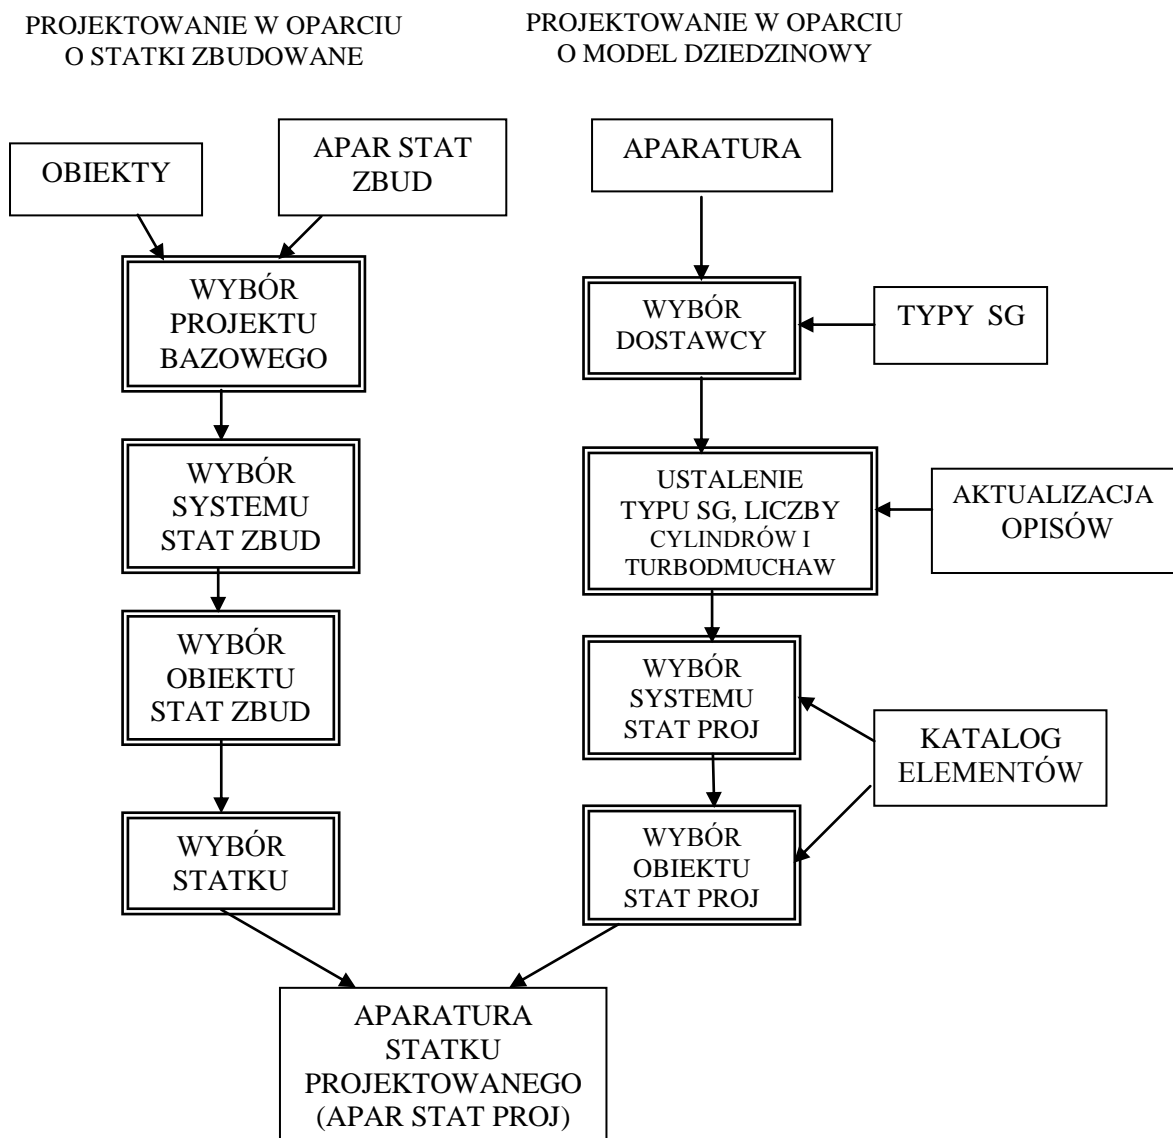 PROJEKTOWANIE W OPARCIU
O STATKI ZBUDOWANE
PROJEKTOWANIE W OPARCIU
O MODEL DZIEDZINOWY
OBIEKTY
APAR STAT
ZBUD
APARATURA
WYBÓR
PROJEKTU
BAZOWEGO
WYBÓR
DOSTAWCY
TYPY SG
WYBÓR
SYSTEMU
STAT ZBUD
USTALENIE
TYPU SG, LICZBY
CYLINDRÓW I
TURBODMUCHAW
AKTUALIZACJA
OPISÓW
WYBÓR
OBIEKTU
STAT ZBUD
WYBÓR
SYSTEMU
STAT PROJ
KATALOG
ELEMENTÓW
WYBÓR
STATKU
WYBÓR
OBIEKTU
STAT PROJ
APARATURA
STATKU
PROJEKTOWANEGO
(APAR STAT PROJ)